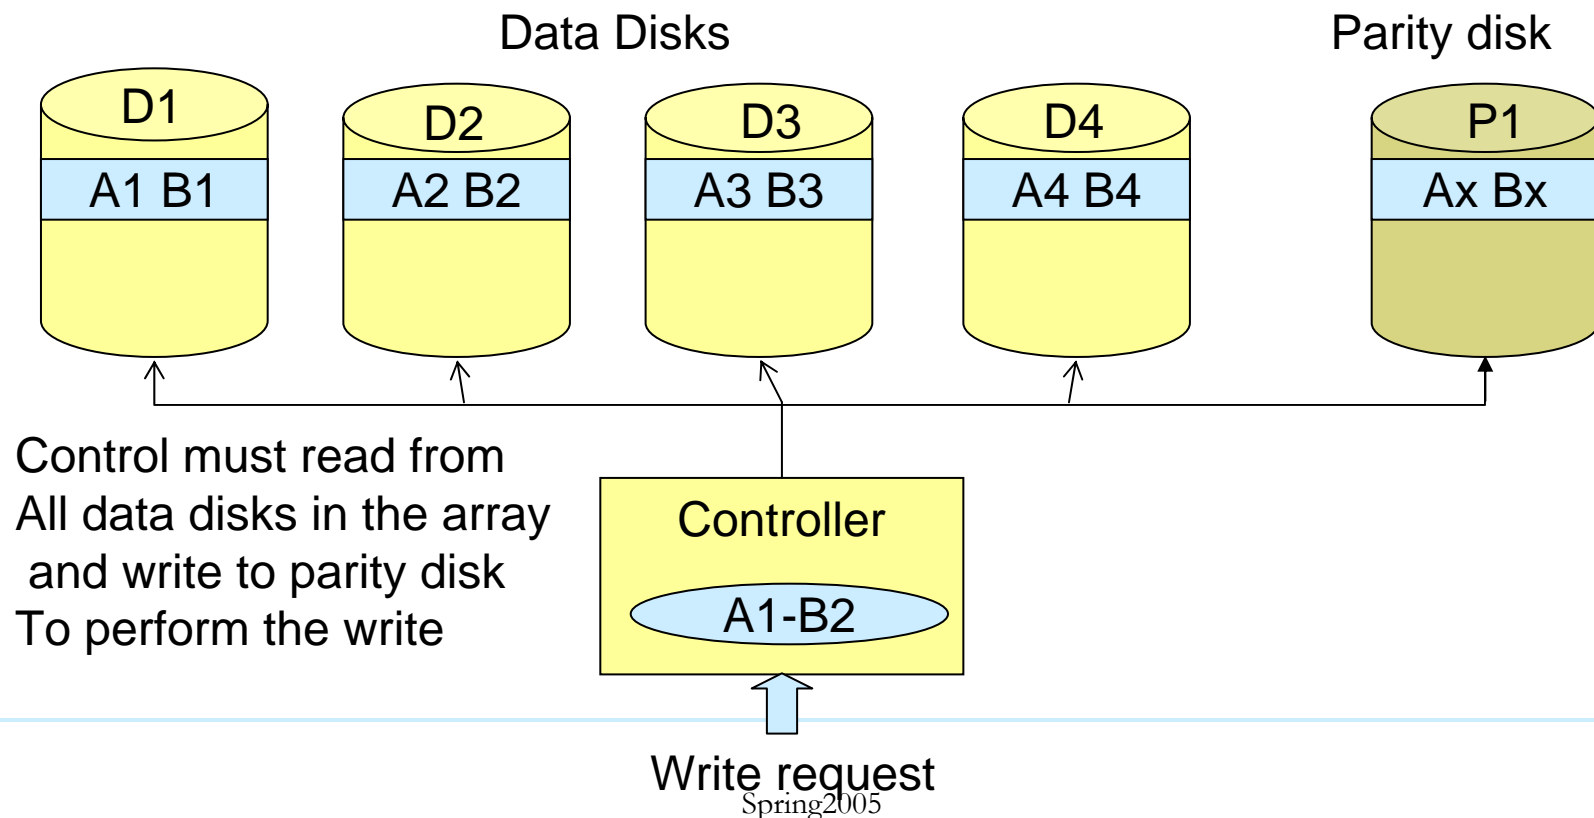 Data Disks
Parity disk
D1
D2
D3
D4
P1
A1 B1
A2 B2
A3 B3
A4 B4
Ax Bx
Control must read from
All data disks in the array
and write to parity disk
To perform the write
Controller
A1-B2
Write request
Spring2005